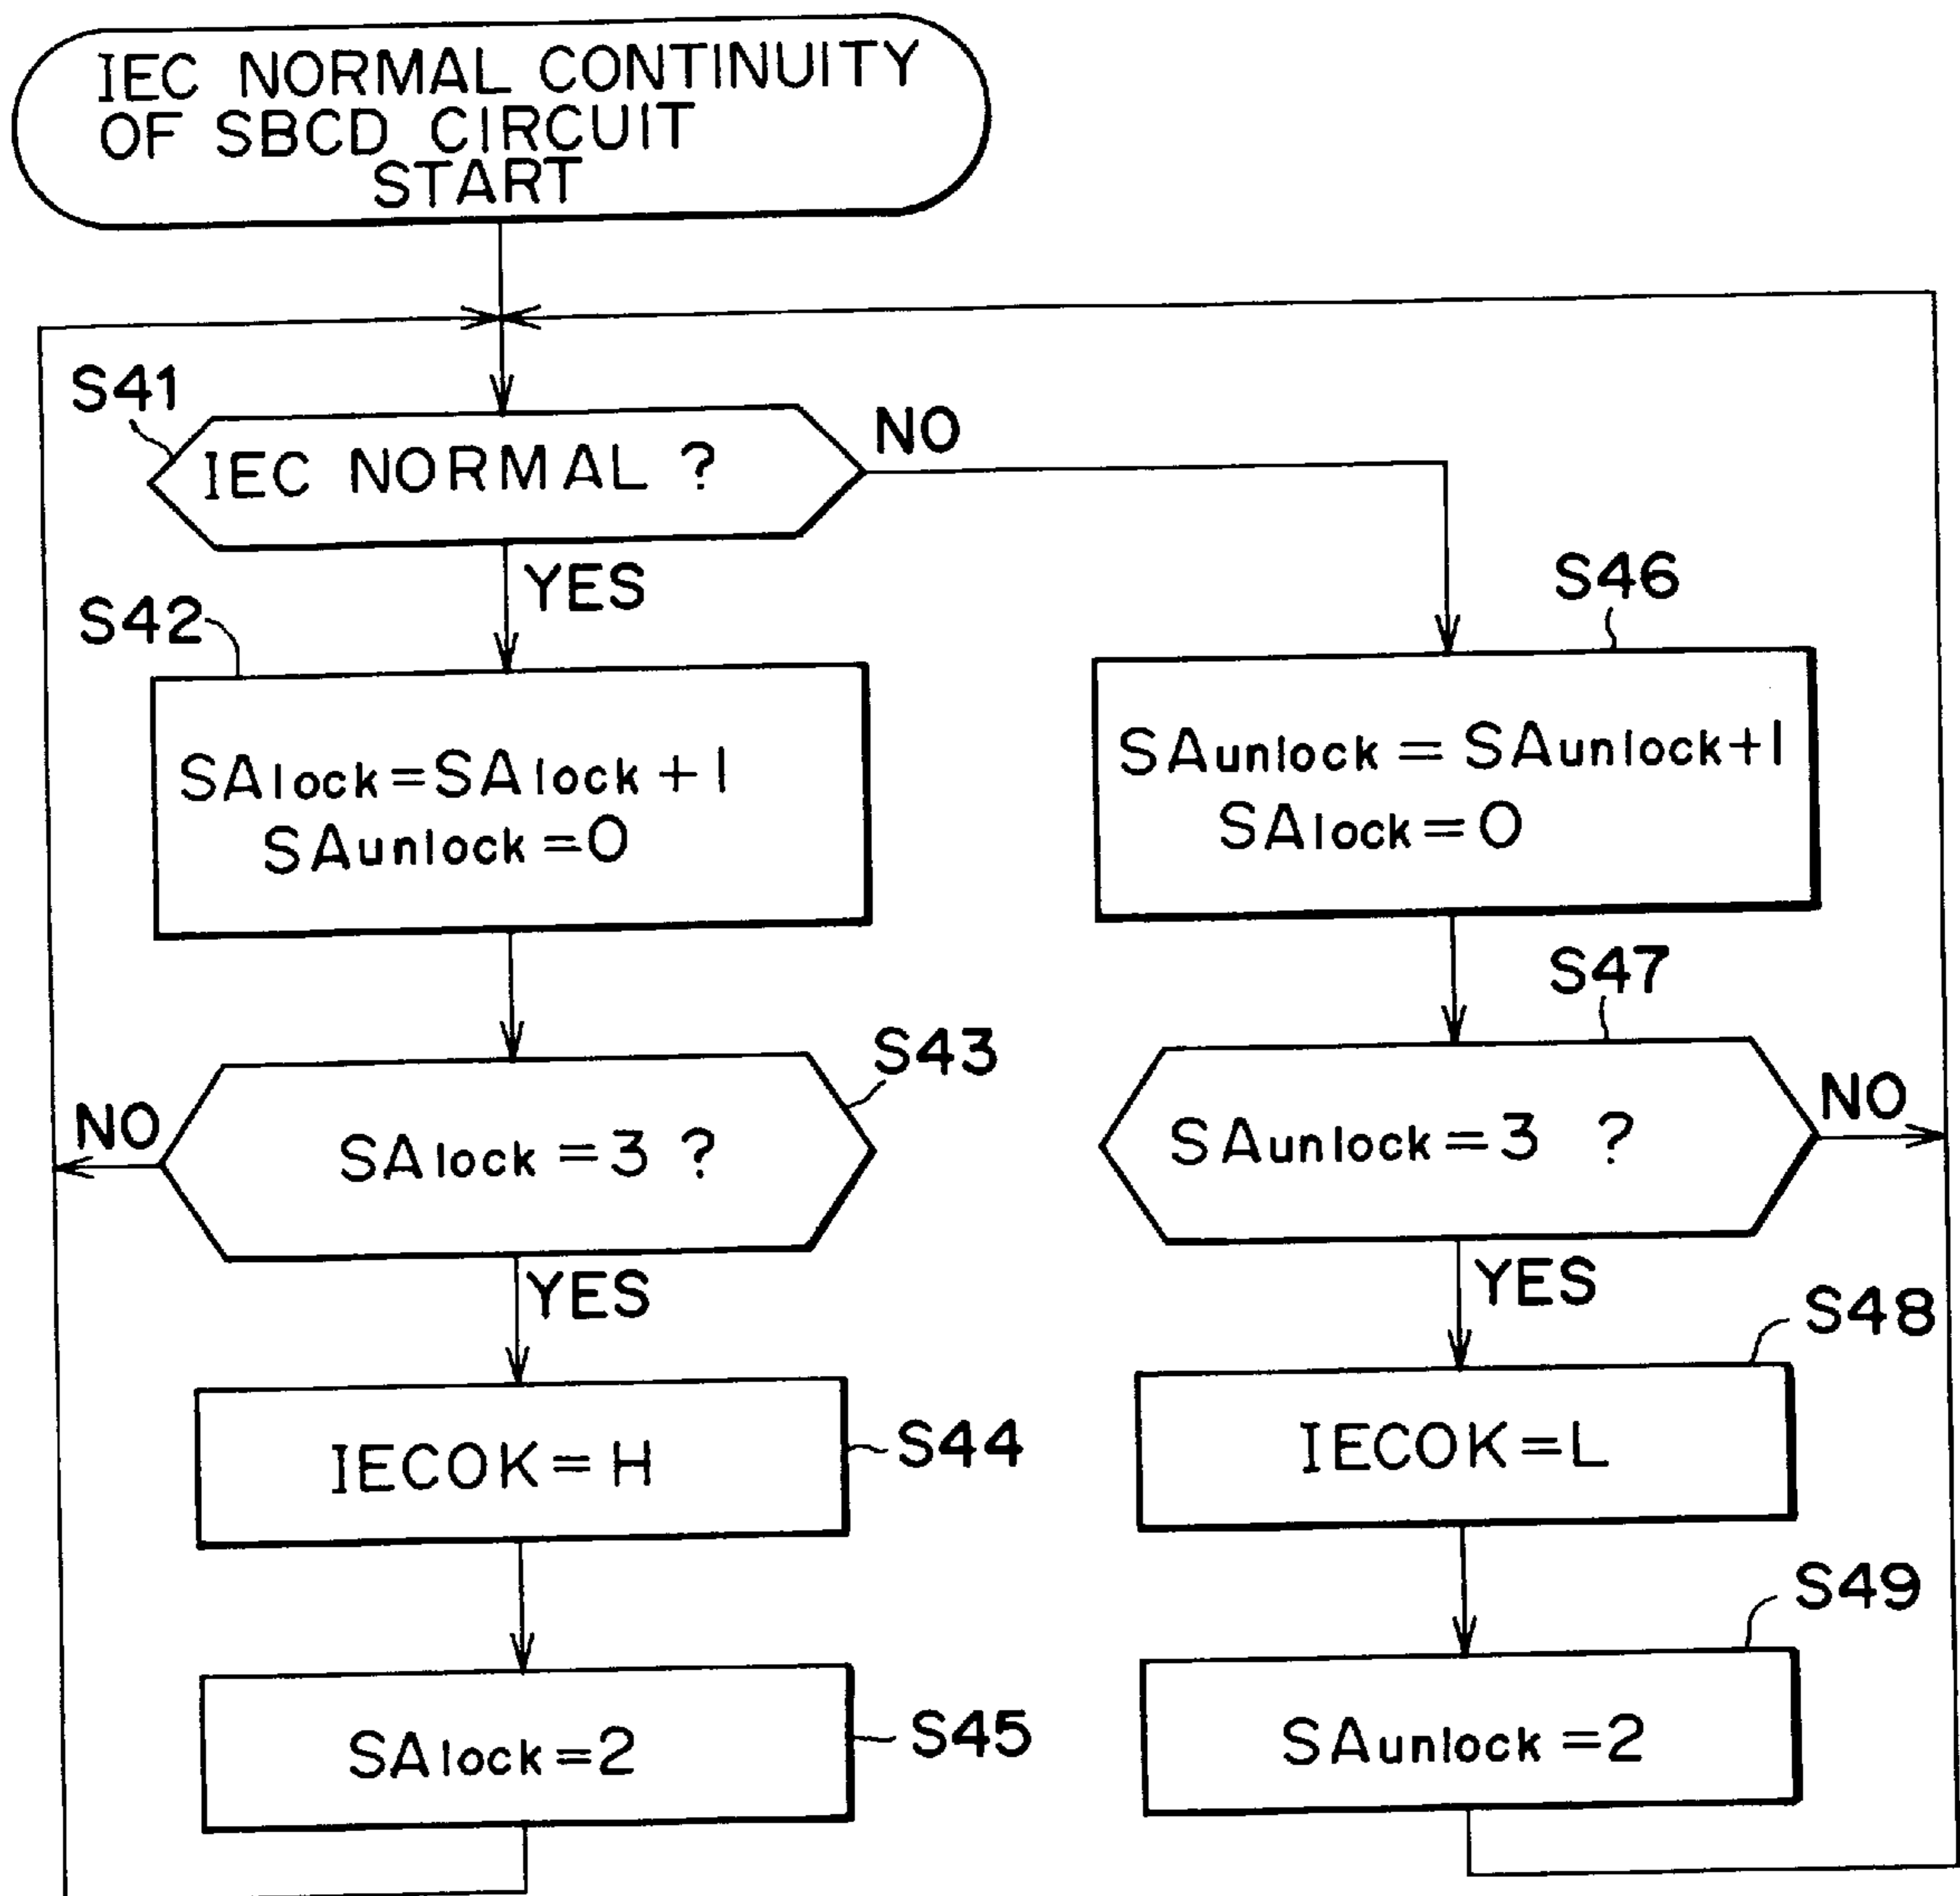 IEC NORMAL CONTINUITY
OF SBCD CIRCUIT
START
S41
IEC NORMAL ?
NO
YES
S42
SAlock=SAlock+1
SAunlock=0
S46
SAunlock=SAunlock+1
SAlock=0
S43
NO
SAlock=3 ?
YES
S47
SAunlock=3 ?
NO
YES
IECOK=H
S44
S48
IECOK=L
SAlock=2
S45
S49
SAunlock=2